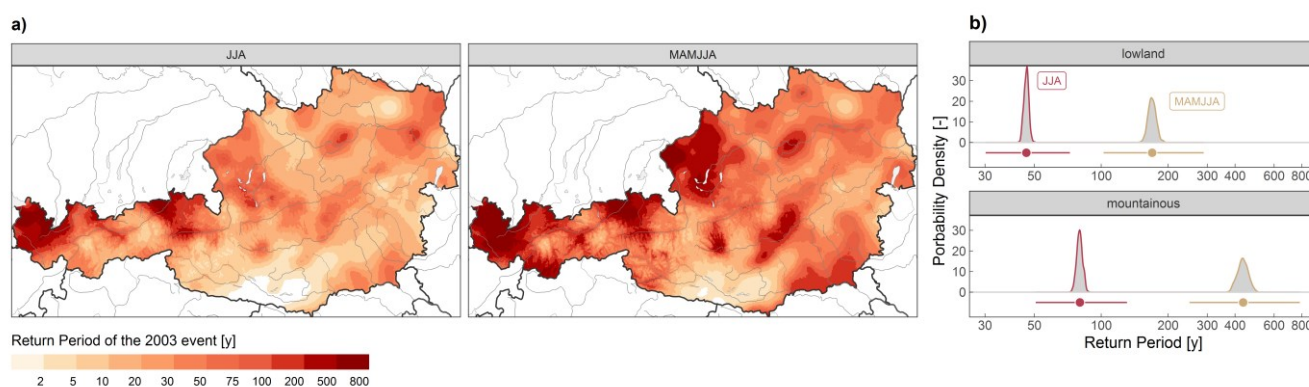 a)
JJA
MAMJJA
Return Period of the 2003 event [y]
2 5 10 20 30 50 75 100 200 500 800
b)
lowland
JJA
MAMJJA
30
20
10
0
30 50 100 200 300 400 600 800
mountainous
30
20
10
0
30 50 100 200 300 400 600 800
Porbability Density [-]
Return Period [y]